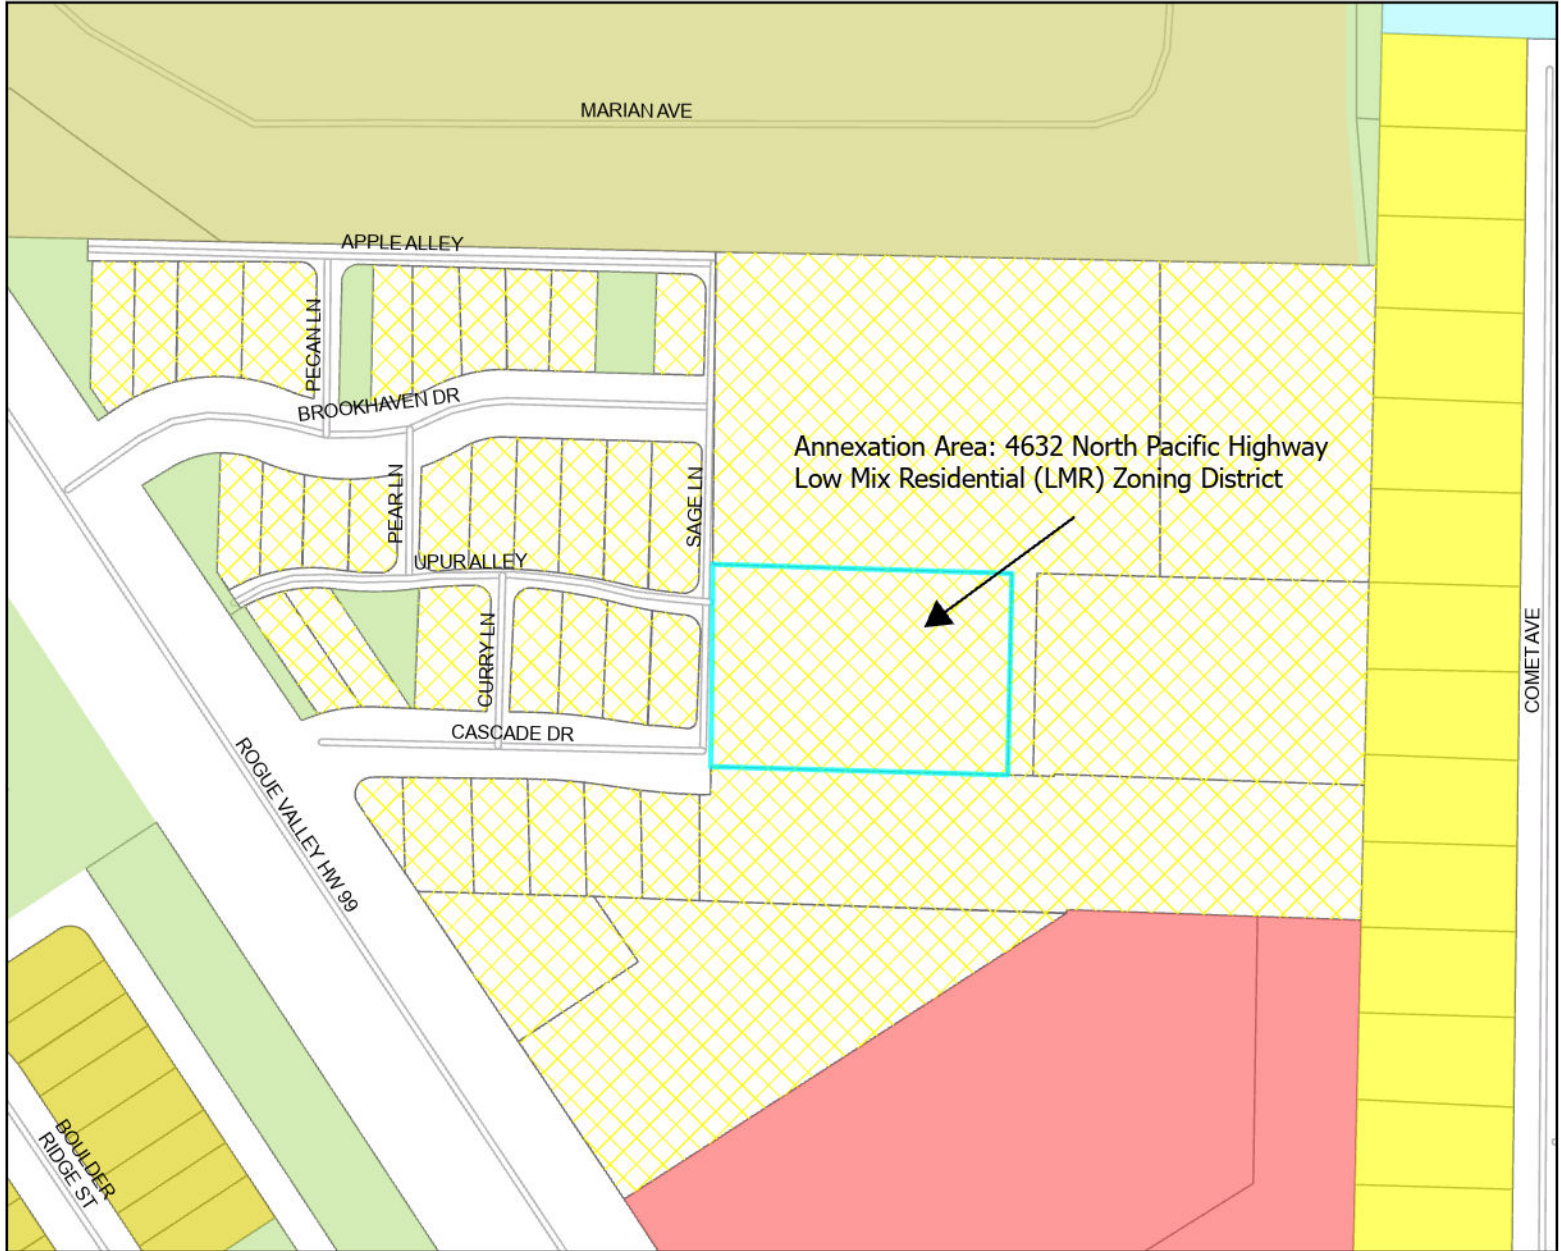 MARIAN AVE
APPLE ALLEY
PECAN LN
BROOKHAVEN DR
Annexation Area: 4632 North Pacific Highway
Low Mix Residential (LMR) Zoning District
PEAR LN
SAGE LN
UPUR ALLEY
CURRY LN
COMET AVE
CASCADE DR
ROGUE VALLEY HW 99
BOULDER
RIDGE ST